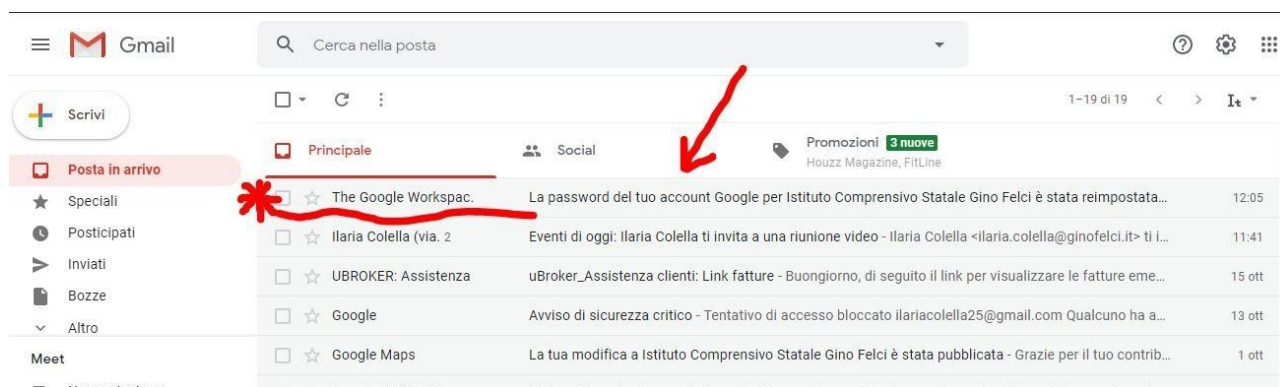 Gmail
Cerca nella posta
Scrivi
1–19 di 19
Principale
Social
Promozioni 3 nuove
Houzz Magazine, FitLine
Posta in arrivo
Speciali
Posticipati
Inviati
Bozze
Altro
Meet
The Google Workspac. La password del tuo account Google per Istituto Comprensivo Statale Gino Felci è stata reimpostata... 12:05
Ilaria Colella (via. 2 Eventi di oggi: Ilaria Colella ti invita a una riunione video - Ilaria Colella <ilaria.colella@ginofelci.it> ti i... 11:41
UBROKER: Assistenza uBroker_Assistenza clienti: Link fatture - Buongiorno, di seguito il link per visualizzare le fatture eme... 15 ott
Google Avviso di sicurezza critico - Tentativo di accesso bloccato ilariacolella25@gmail.com Qualcuno ha a... 13 ott
Google Maps La tua modifica a Istituto Comprensivo Statale Gino Felci è stata pubblicata - Grazie per il tuo contrib... 1 ott